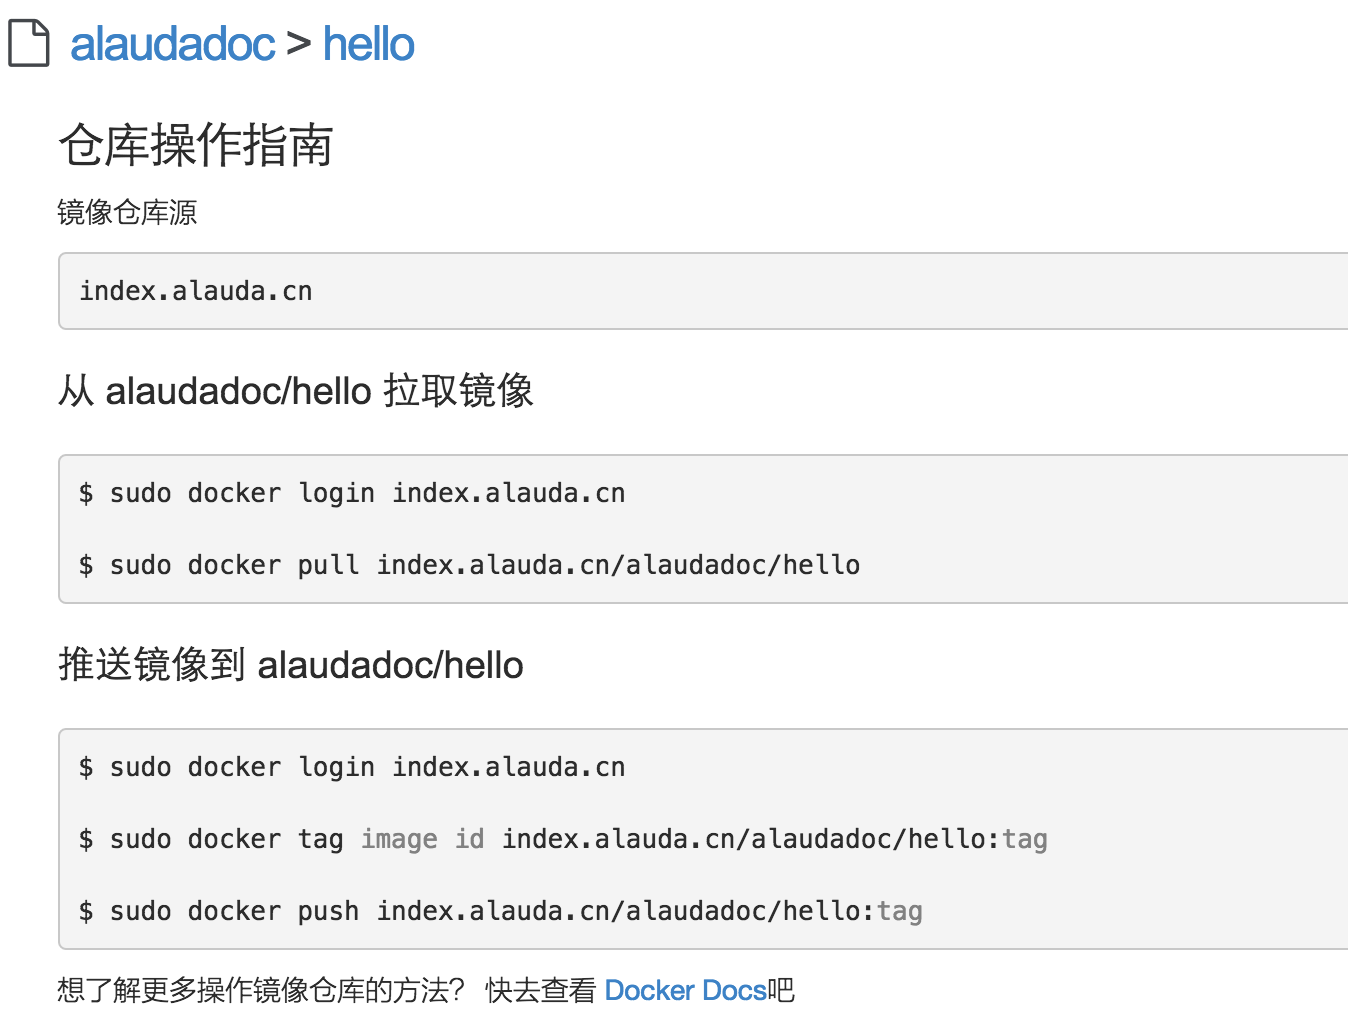 alaudadoc > hello
仓库操作指南
镜像仓库源
index.alauda.cn
从 alaudadoc/hello 拉取镜像
$ sudo docker login index.alauda.cn
$ sudo docker pull index.alauda.cn/alaudadoc/hello
推送镜像到 alaudadoc/hello
$ sudo docker login index.alauda.cn
$ sudo docker tag image id index.alauda.cn/alaudadoc/hello:tag
$ sudo docker push index.alauda.cn/alaudadoc/hello:tag
想了解更多操作镜像仓库的方法？ 快去查看 Docker Docs吧